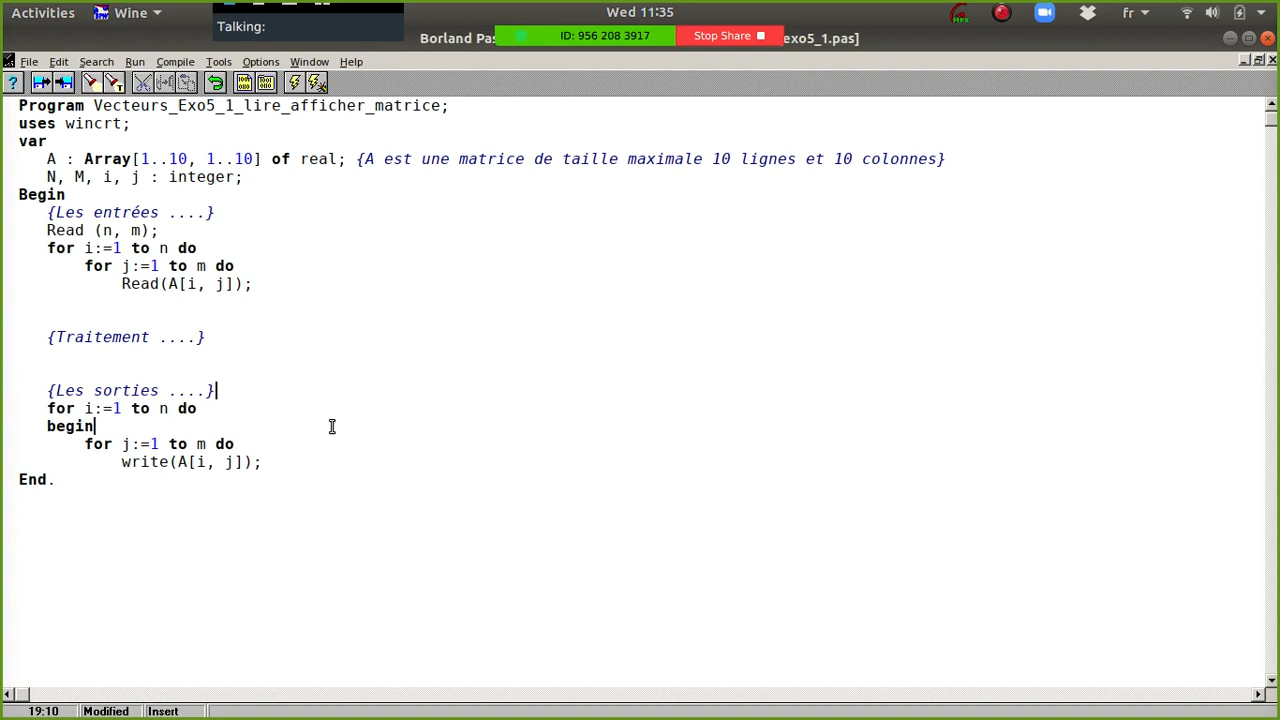 Activities Wine Wed 11:35 fr
Talking:
Borland Pas ID: 956 208 3917 Stop Share exo5_1.pas]
File Edit Search Run Compile Tools Options Window Help
Program Vecteurs_Exo5_1_lire_afficher_matrice;
uses wincrt;
var
A : Array[1..10, 1..10] of real; {A est une matrice de taille maximale 10 lignes et 10 colonnes}
N, M, i, j : integer;
Begin
{Les entrées ....}
Read (n, m);
for i:=1 to n do
for j:=1 to m do
Read(A[i, j]);
{Traitement ....}
{Les sorties ....}
for i:=1 to n do
begin
for j:=1 to m do
write(A[i, j]);
End.
19:10 Modified Insert